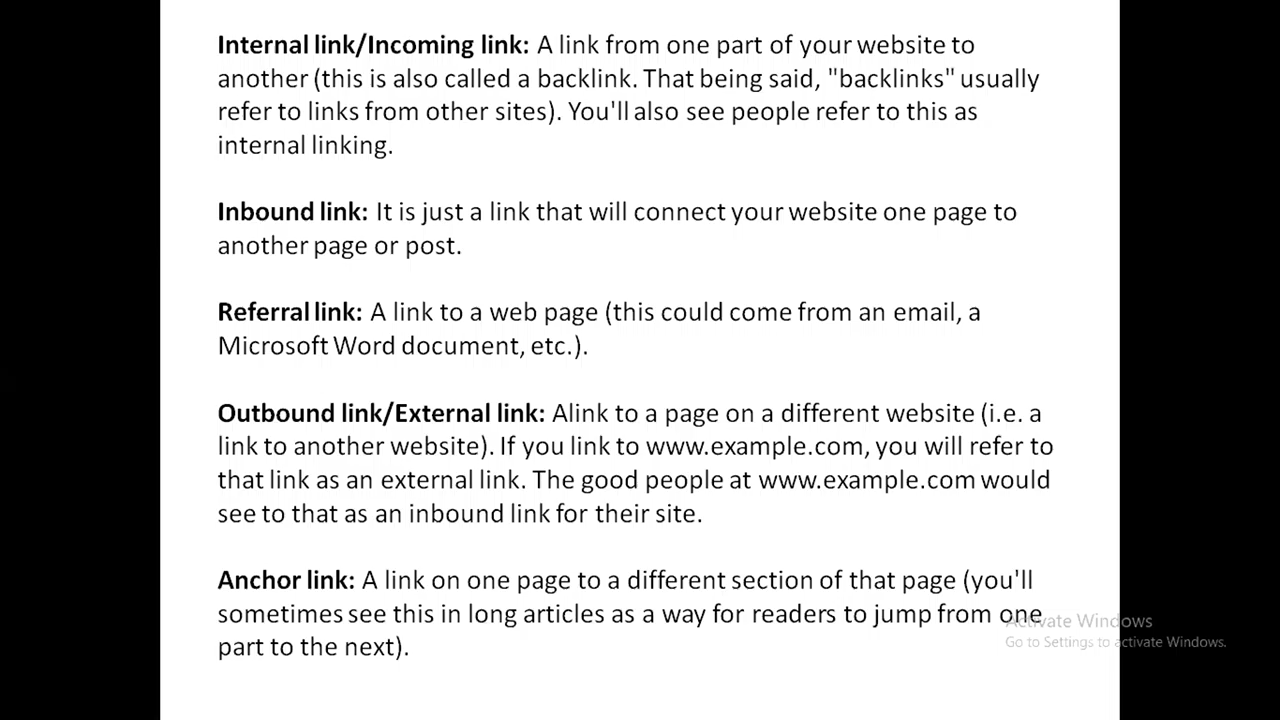 Internal link/Incoming link: A link from one part of your website to
another (this is also called a backlink. That being said, "backlinks" usually
refer to links from other sites). You'll also see people refer to this as
internal linking.
Inbound link: It is just a link that will connect your website one page to
another page or post.
Referral link: A link to a web page (this could come from an email, a
Microsoft Word document, etc.).
Outbound link/External link: Alink to a page on a different website (i.e. a
link to another website). If you link to www.example.com, you will refer to
that link as an external link. The good people at www.example.com would
see to that as an inbound link for their site.
Anchor link: A link on one page to a different section of that page (you'll
sometimes see this in long articles as a way for readers to jump from one
part to the next).
Activate Windows
Go to Settings to activate Windows.